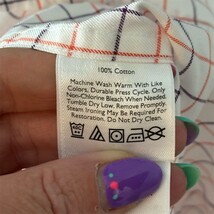 100% Cotton
Machine Wash Warm With Like
Colors, Durable Press Cycle. Only
Non-Chlorine Bleach When Needed.
Tumble Dry Low. Remove Promptly.
Steam Ironing May Be Required For
Restoration. Do Not Dry Clean.